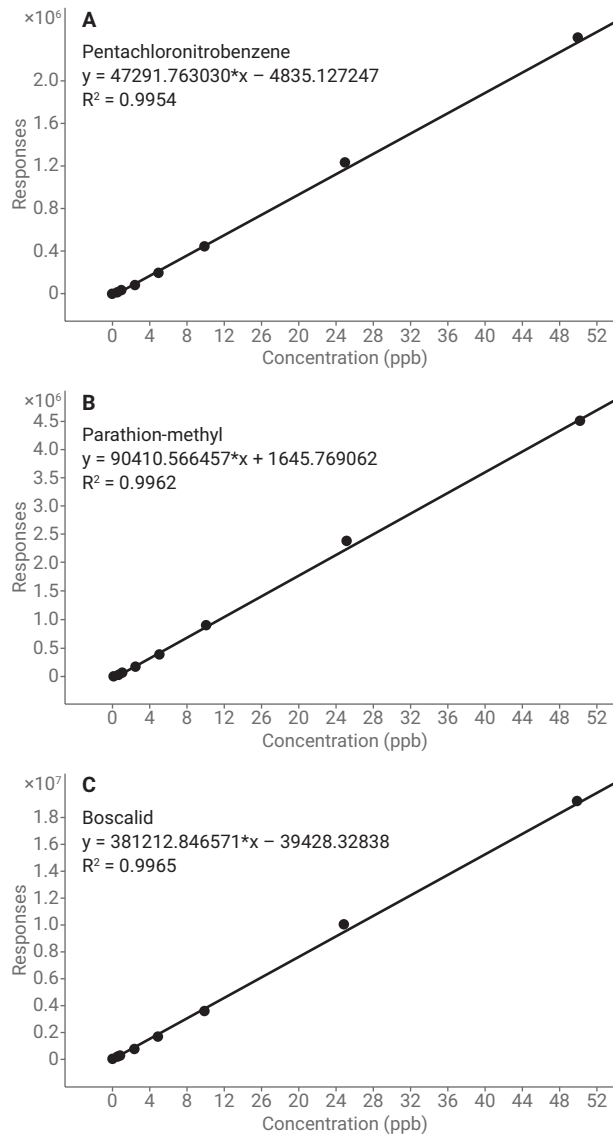 A
×10⁶
Pentachloronitrobenzene
y = 47291.763030*x – 4835.127247
R² = 0.9954
2.0
1.6
1.2
0.8
0.4
0
Responses
0 4 8 12 26 20 24 28 32 36 40 44 48 52
Concentration (ppb)
B
×10⁶
4.5
Parathion-methyl
y = 90410.566457*x + 1645.769062
R² = 0.9962
4.0
3.5
3.0
2.5
2.0
1.5
1.0
0.5
0
Responses
0 4 8 12 26 20 24 28 32 36 40 44 48 52
Concentration (ppb)
C
×10⁷
Boscalid
y = 381212.846571*x – 39428.32838
R² = 0.9965
1.8
1.6
1.4
1.2
1.0
0.8
0.6
0.4
0.2
0
Responses
0 4 8 12 26 20 24 28 32 36 40 44 48 52
Concentration (ppb)